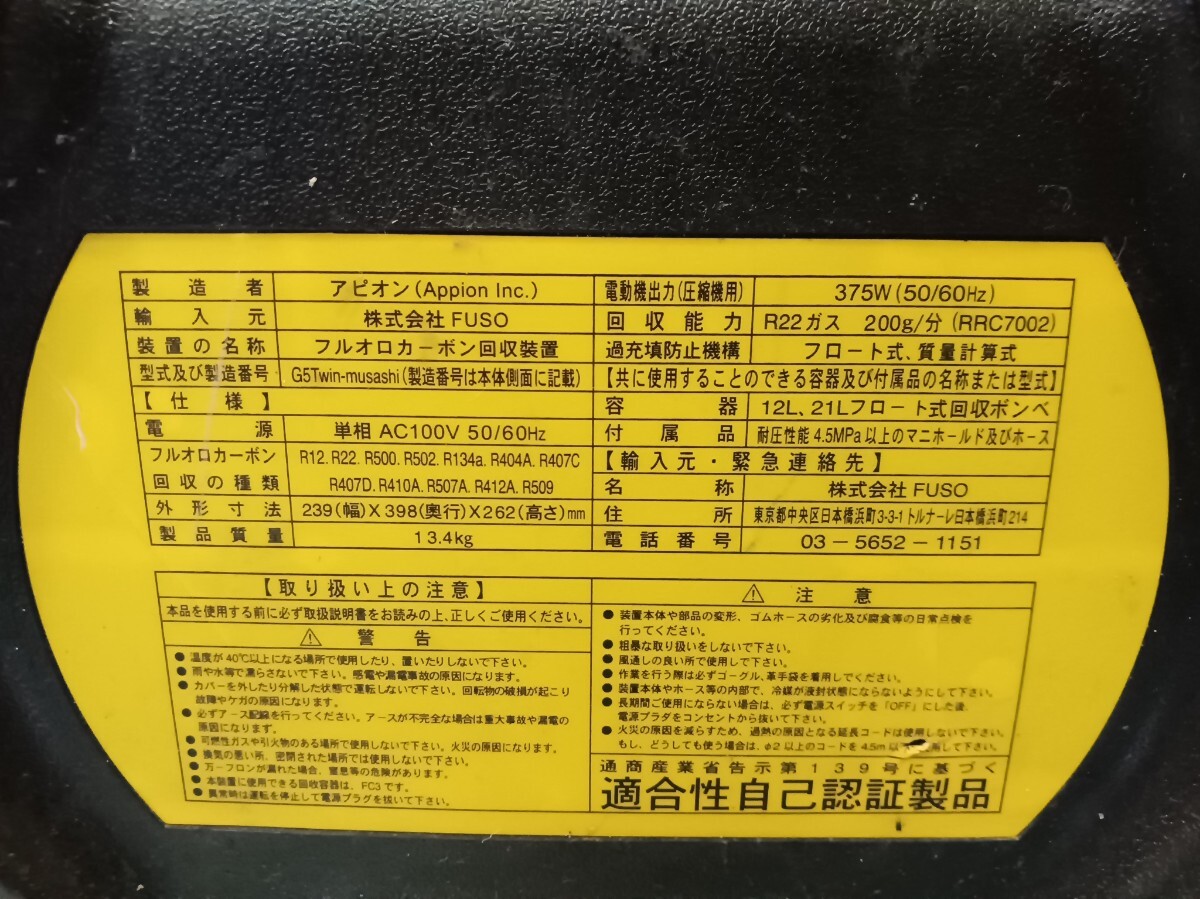 製造者 アピオン(Appion Inc.)
輸入元 株式会社 FUSO
装置の名称 フルオロカーボン回収装置
型式及び製造番号 G5Twin-musashi(製造番号は本体側面に記載)
【仕様】
電源 単相 AC100V 50/60Hz
フルオロカーボン R12. R22. R500. R502. R134a. R404A. R407C
回収の種類 R407D. R410A. R507A. R412A. R509
外形寸法 239(幅)X398(奥行)X262(高さ)mm
製品質量 13.4kg
電動機出力(圧縮機用) 375W(50/60Hz)
回収能力 R22ガス 200g/分(RRC7002)
過充填防止機構 フロート式、質量計算式
【共に使用することのできる容器及び付属品の名称または型式】
容器 12L、21Lフロート式回収ボンベ
付属品 耐圧性能4.5MPa以上のマニホールド及びホース
【輸入元・緊急連絡先】
名称 株式会社 FUSO
住所 東京都中央区日本橋浜町3-3-1トルナーレ日本橋浜町214
電話番号 03-5652-1151
【取り扱い上の注意】
本品を使用する前に必ず取扱説明書をお読みの上、正しくご使用ください。
⚠ 警告
● 温度が40℃以上になる場所で使用したり、置いたりしないで下さい。
● 雨や水等で濡らさないで下さい。感電や漏電事故の原因になります。
● カバーを外したり分解した状態で運転しないで下さい。回転物の破損が起こり
故障やケガの原因になります。
● 必ずアース配線を行ってください。アースが不完全な場合は重大事故や漏電の
原因になります。
● 可燃性ガスや引火物のある場所で使用しないで下さい。火災の原因になります。
● 換気の悪い所、密閉された場所では使用しないで下さい。
● 万一フロンが漏れた場合、窒息等の危険があります。
● 本装置に使用できる回収容器は、FC3です。
● 異常時は運転を停止して電源プラグを抜いて下さい。
⚠ 注意
● 装置本体や部品の変形、ゴムホースの劣化及び腐食等の日常点検を
行ってください。
● 粗暴な取り扱いをしないで下さい。
● 風通しの良い所で使用して下さい。
● 作業を行う際は必ずゴーグル、革手袋を着用してください。
● 装置本体やホース等の内部で、冷媒が液封状態にならないようにして下さい。
● 長期間ご使用にならない場合は、必ず電源スイッチを「OFF」にした後、
電源プラグをコンセントから抜いて下さい。
● 火災の原因を減らすため、過熱の原因となる延長コードは使用しないで下さい。
もし、どうしても使う場合は、φ2以上のコードを4.5m以 用して下さい。
通商産業省告示第139号に基づく
適合性自己認証製品